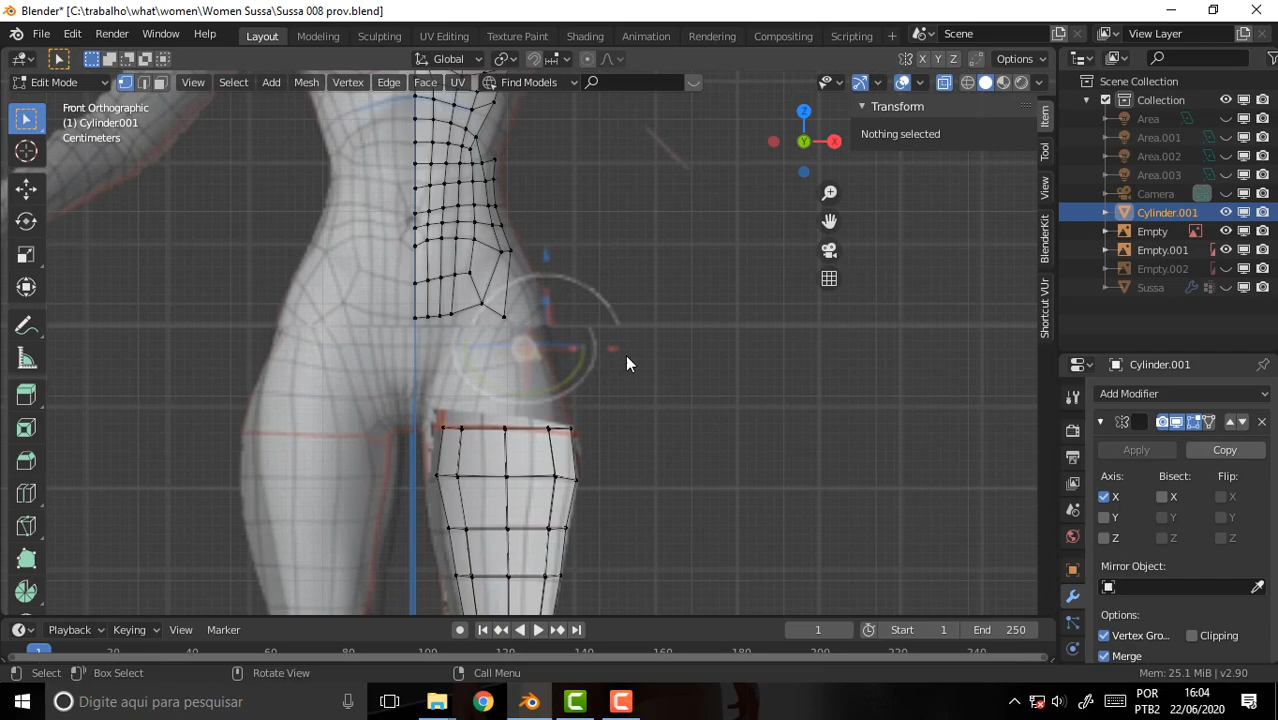 Blender* [C:\trabalho\what\women\Women Sussa\Sussa 008 prov.blend]
File Edit Render Window Help Layout Modeling Sculpting UV Editing Texture Paint Shading Animation Rendering Compositing Scripting + Scene View Layer
Global X Y Z Options
Edit Mode View Select Add Mesh Vertex Edge Face UV Find Models
Front Orthographic
(1) Cylinder.001
Centimeters
Transform
Nothing selected
Z
Y
X
Item
Tool
View
BlenderKit
Shortcut VUr
Scene Collection
Collection
Area
Area.001
Area.002
Area.003
Camera
Cylinder.001
Empty
Empty.001
Empty.002
Sussa
Cylinder.001
Add Modifier
Apply Copy
Axis: Bisect: Flip:
X X X
Y Y Y
Z Z Z
Mirror Object:
Options:
Vertex Gro... Clipping
Merge
Playback Keying View Marker 1 Start 1 End 250
1 20 40 60 80 100 120 140 160 180 200 220 240
Select Box Select Rotate View Call Menu Mem: 25.1 MiB | v2.90
Digite aqui para pesquisar
POR
PTB2
16:04
22/06/2020